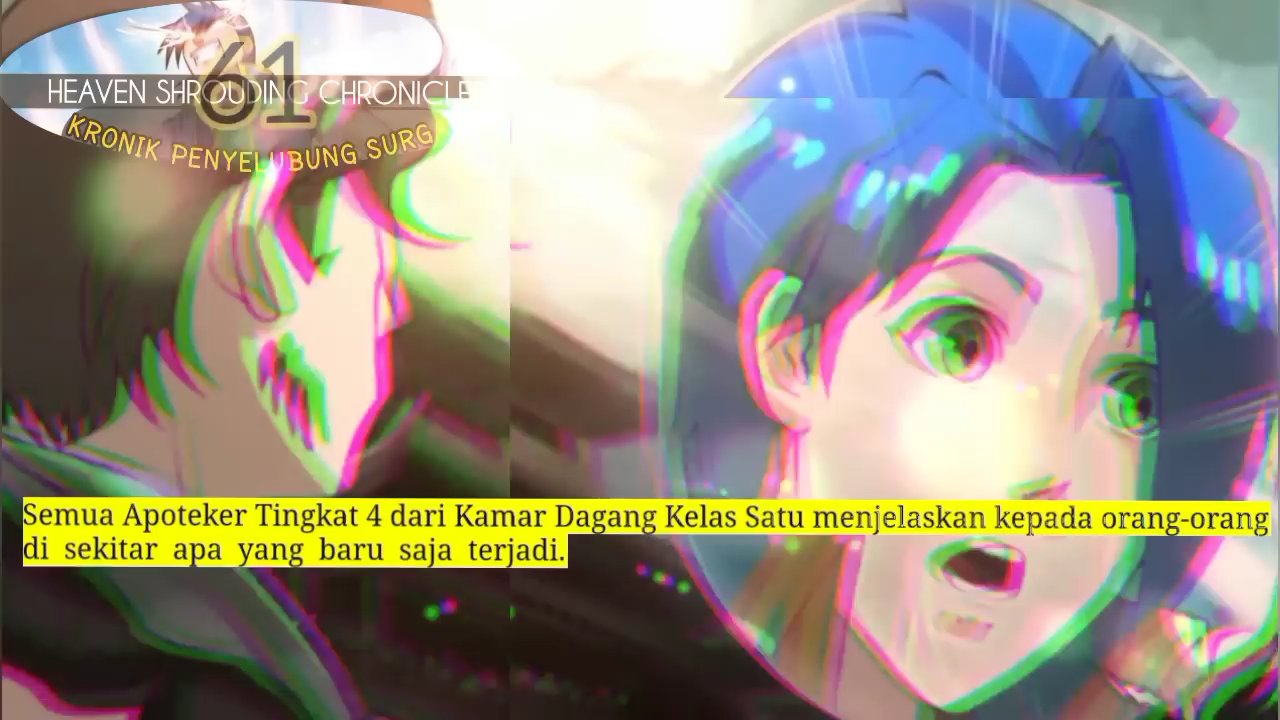 61
HEAVEN SHROUDING CHRONICLE
KRONIK PENYELUBUNG SURG
Semua Apoteker Tingkat 4 dari Kamar Dagang Kelas Satu menjelaskan kepada orang-orang
di sekitar apa yang baru saja terjadi.